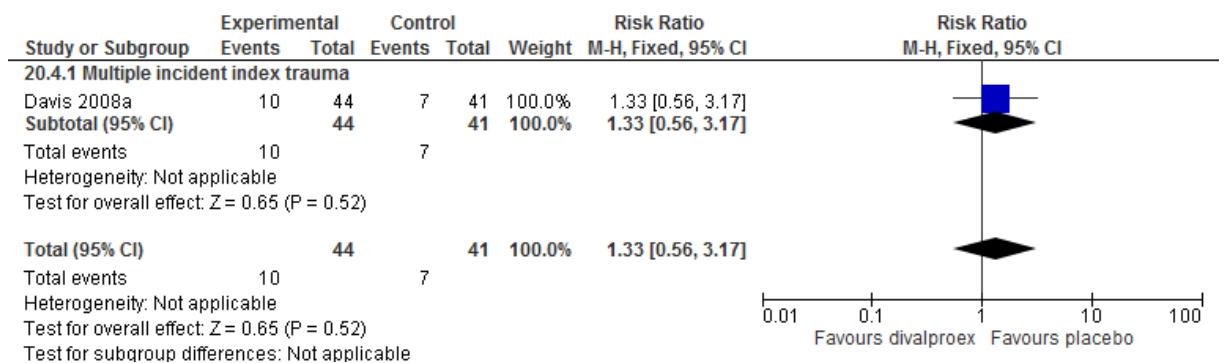 Experimental Control Risk Ratio Risk Ratio
Study or Subgroup Events Total Events Total Weight M-H, Fixed, 95% CI M-H, Fixed, 95% CI
20.4.1 Multiple incident index trauma
Davis 2008a 10 44 7 41 100.0% 1.33 [0.56, 3.17]
Subtotal (95% CI) 44 41 100.0% 1.33 [0.56, 3.17]
Total events 10 7
Heterogeneity: Not applicable
Test for overall effect: Z = 0.65 (P = 0.52)
Total (95% CI) 44 41 100.0% 1.33 [0.56, 3.17]
Total events 10 7
Heterogeneity: Not applicable
Test for overall effect: Z = 0.65 (P = 0.52)
Test for subgroup differences: Not applicable
0.01 0.1 1 10 100
Favours divalproex Favours placebo